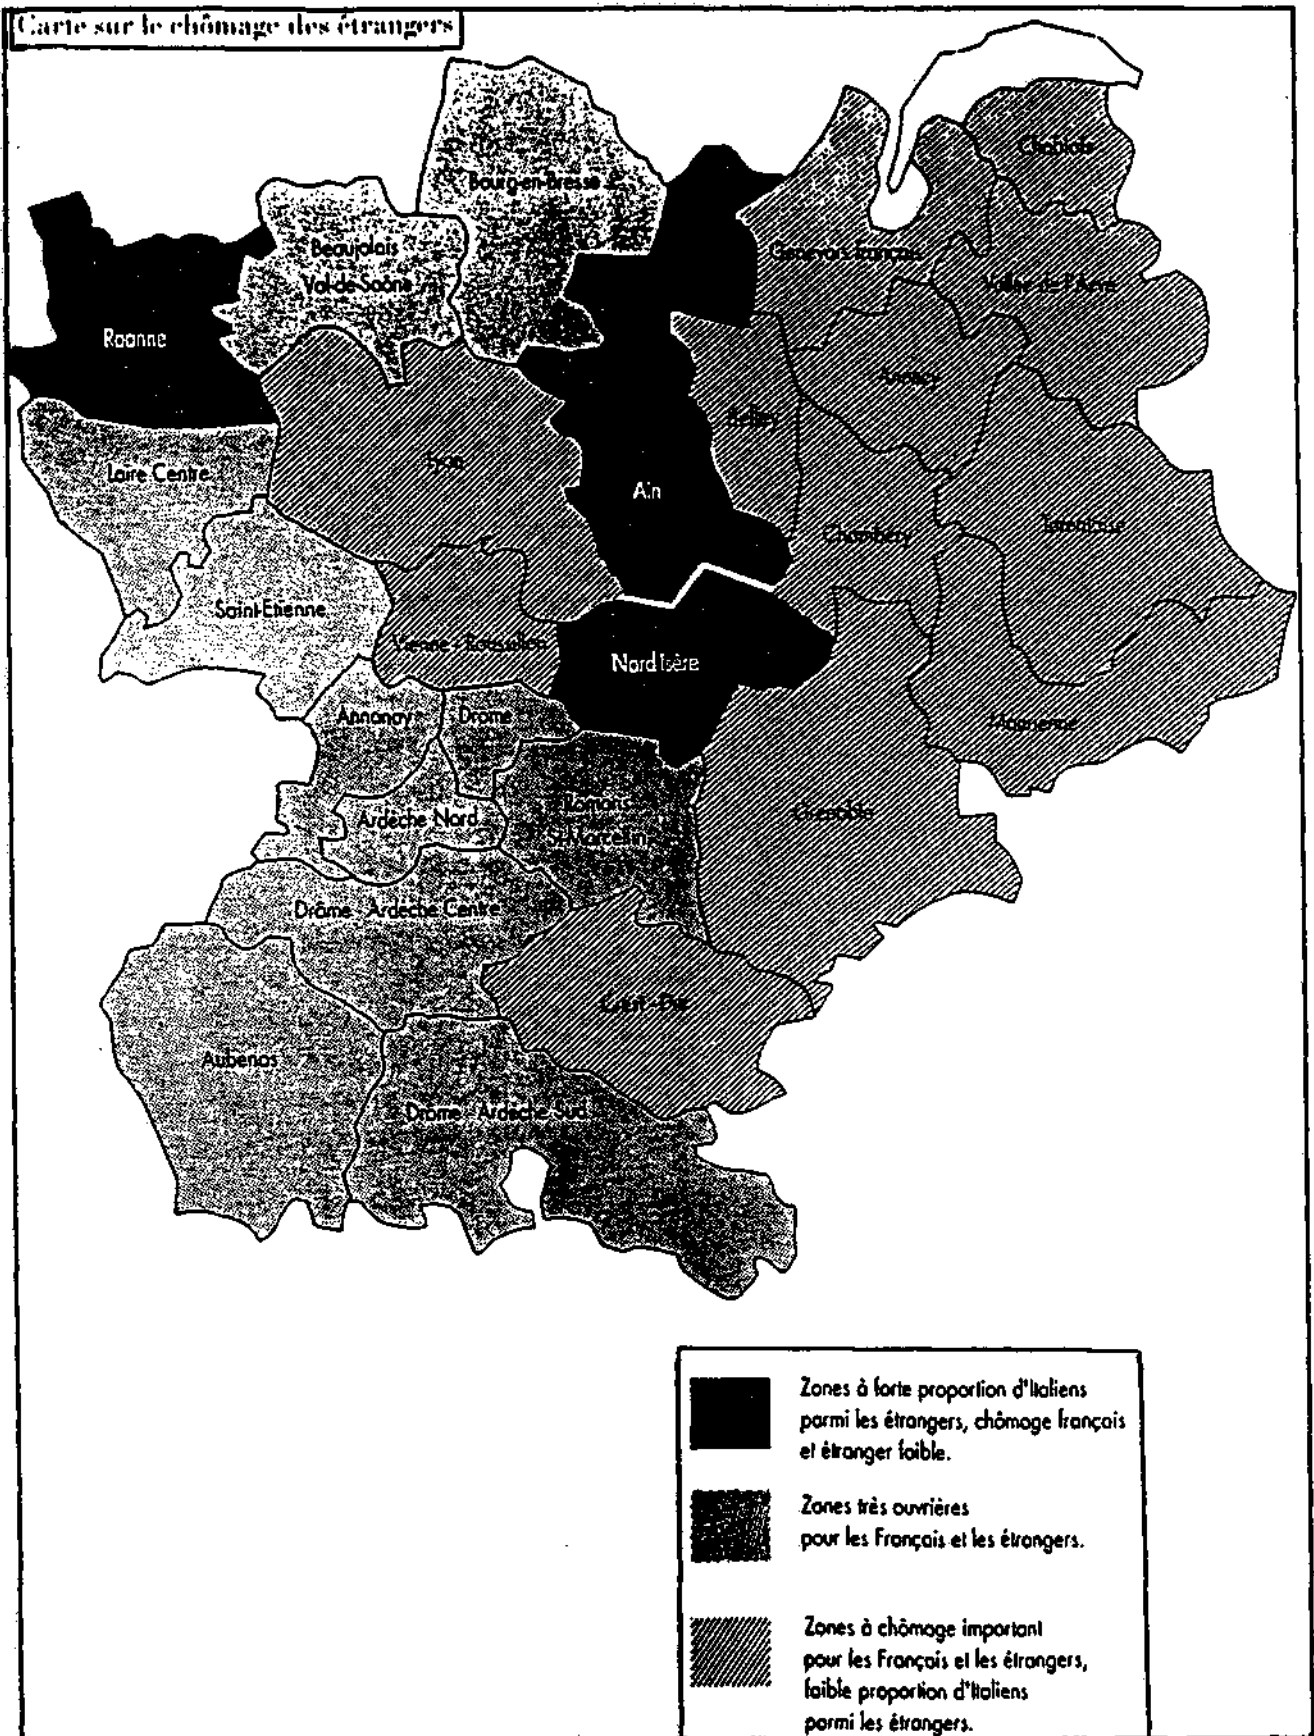 Carte sur le chômage des étrangers
Chablais
Bourg-en-Bresse
Beaujolais
Val-de-Saône
Genevois français
Vallée de l'Arve
Roanne
Annecy
Belley
Loire Centre
Lyon
Ain
Tarentaise
Chambéry
Saint-Etienne
Vienne - Roussillon
Nord Isère
Annonay
Drome
Maurienne
Romans
St-Marcellin
Ardèche Nord
Grenoble
Drôme - Ardèche Centre
Crest - Die
Aubenas
Drôme - Ardèche Sud
Zones à forte proportion d'Italiens
parmi les étrangers, chômage français
et étranger faible.
Zones très ouvrières
pour les Français et les étrangers.
Zones à chômage important
pour les Français et les étrangers,
faible proportion d'Italiens
parmi les étrangers.